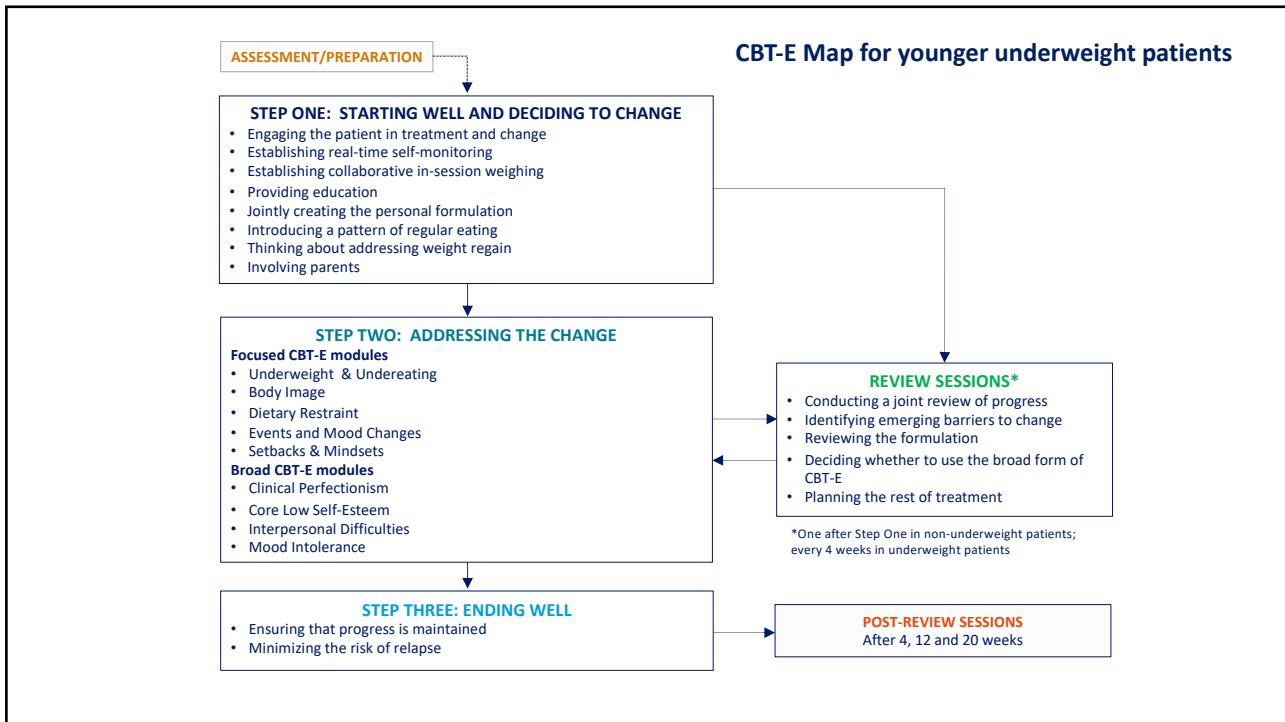 CBT-E Map for younger underweight patients
ASSESSMENT/PREPARATION
STEP ONE: STARTING WELL AND DECIDING TO CHANGE
• Engaging the patient in treatment and change
• Establishing real-time self-monitoring
• Establishing collaborative in-session weighing
• Providing education
• Jointly creating the personal formulation
• Introducing a pattern of regular eating
• Thinking about addressing weight regain
• Involving parents
STEP TWO: ADDRESSING THE CHANGE
Focused CBT-E modules
• Underweight & Undereating
• Body Image
• Dietary Restraint
• Events and Mood Changes
• Setbacks & Mindsets
Broad CBT-E modules
• Clinical Perfectionism
• Core Low Self-Esteem
• Interpersonal Difficulties
• Mood Intolerance
REVIEW SESSIONS*
• Conducting a joint review of progress
• Identifying emerging barriers to change
• Reviewing the formulation
• Deciding whether to use the broad form of
CBT-E
• Planning the rest of treatment
*One after Step One in non-underweight patients;
every 4 weeks in underweight patients
STEP THREE: ENDING WELL
• Ensuring that progress is maintained
• Minimizing the risk of relapse
POST-REVIEW SESSIONS
After 4, 12 and 20 weeks